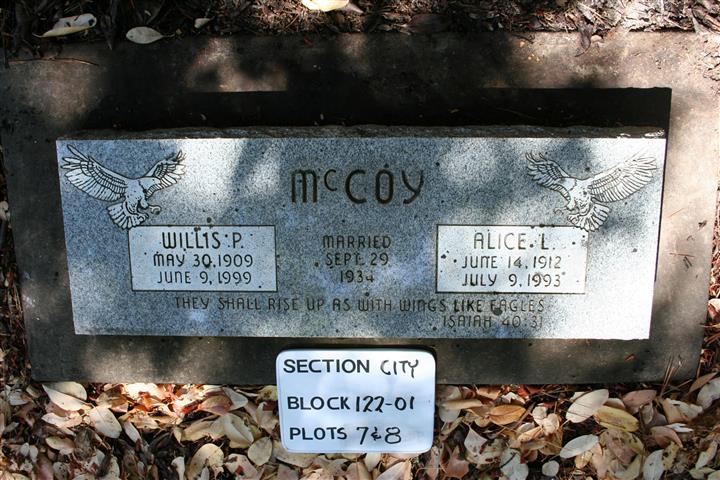 McCOY
WILLIS P.
MAY 30, 1909
JUNE 9, 1999
MARRIED
SEPT. 29
1934
ALICE L.
JUNE 14, 1912
JULY 9, 1993
THEY SHALL RISE UP AS WITH WINGS LIKE EAGLES
ISAIAH 40:31
SECTION CITY
BLOCK 122-01
PLOTS 7&8